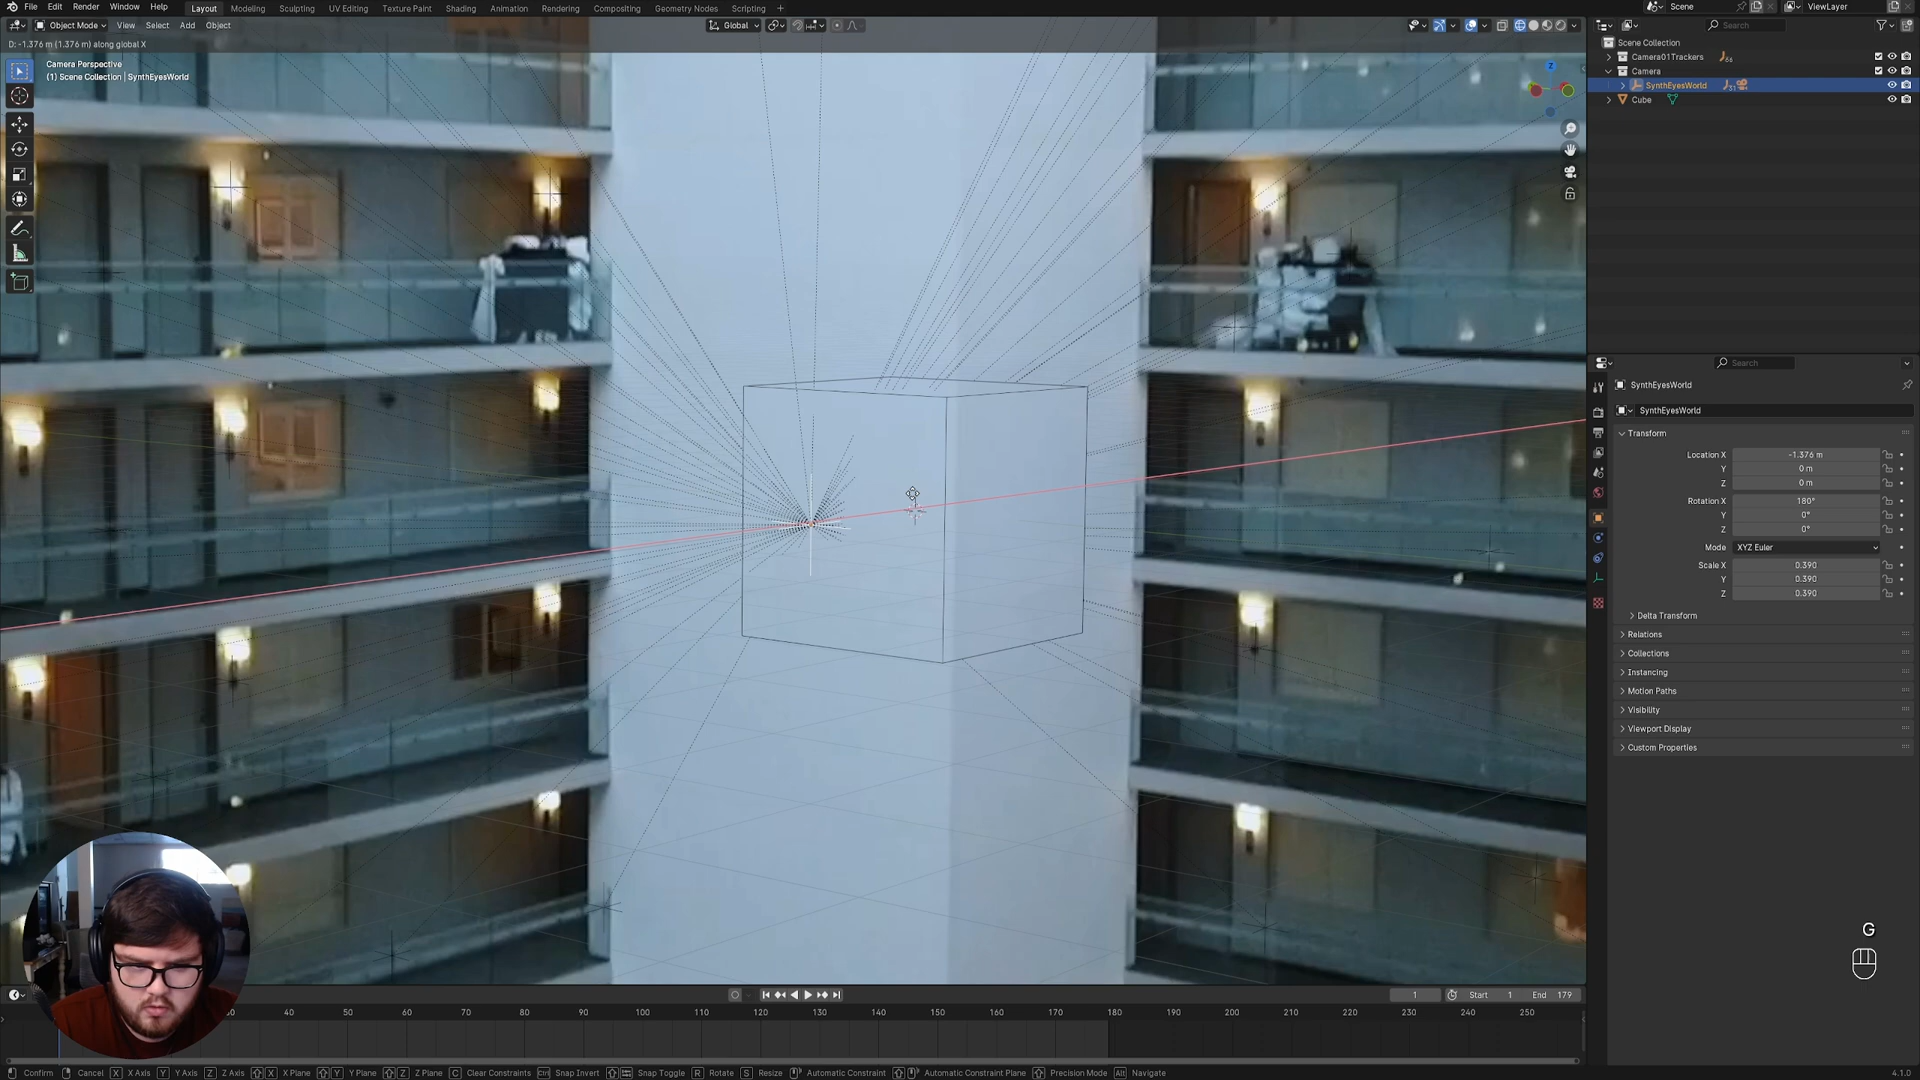 File Edit Render Window Help
Layout Modeling Sculpting UV Editing Texture Paint Shading Animation Rendering Compositing Geometry Nodes Scripting +
Scene
ViewLayer
Object Mode View Select Add Object
Global
D: -1.376 m (1.376 m) along global X
Camera Perspective
(1) Scene Collection | SynthEyesWorld
Z
Search
Scene Collection
Camera01Trackers
Camera
SynthEyesWorld
31
Cube
Search
SynthEyesWorld
SynthEyesWorld
Transform
Location X -1.376 m
Y 0 m
Z 0 m
Rotation X 180°
Y 0°
Z 0°
Mode XYZ Euler
Scale X 0.390
Y 0.390
Z 0.390
Delta Transform
Relations
Collections
Instancing
Motion Paths
Visibility
Viewport Display
Custom Properties
G
1 Start 1 End 179
40 50 60 70 80 90 100 110 120 130 140 150 160 170 180 190 200 210 220 230 240 250
Confirm Cancel X X Axis Y Y Axis Z Z Axis X X Plane Y Y Plane Z Z Plane C Clear Constraints Ctrl Snap Invert Snap Toggle R Rotate S Resize Automatic Constraint Automatic Constraint Plane Precision Mode Alt Navigate
4.1.0